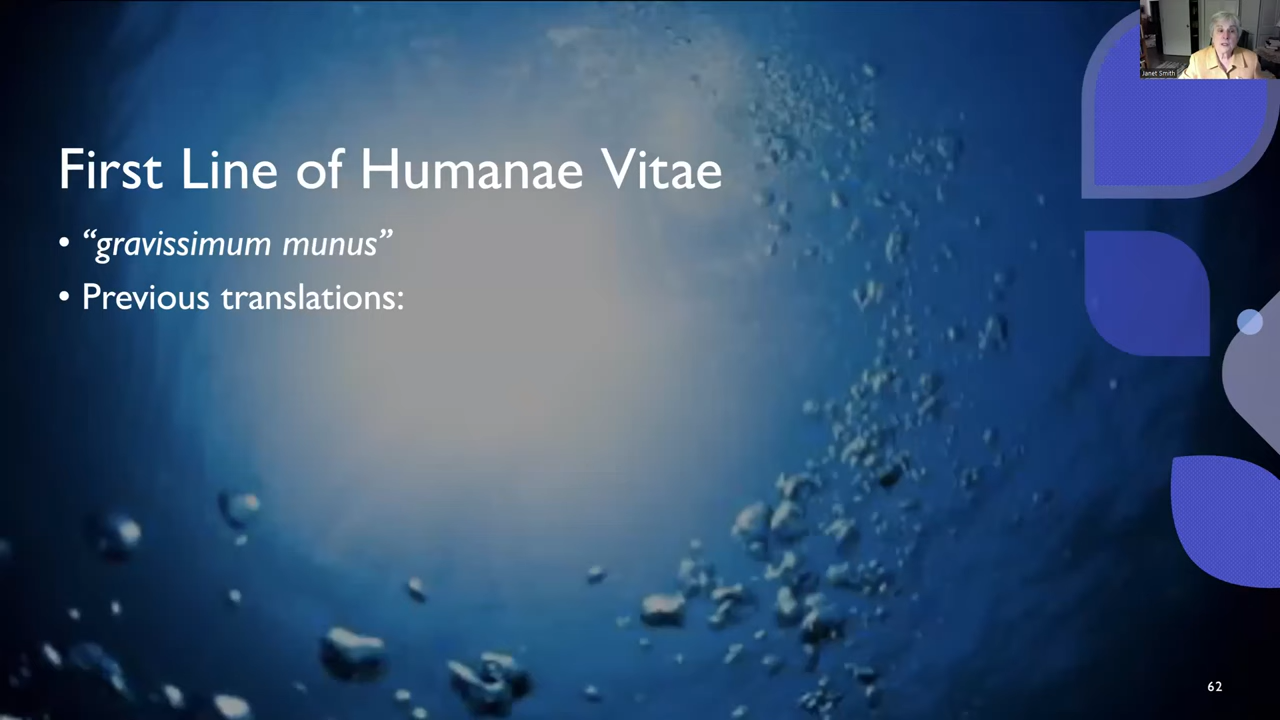 Janet Smith
First Line of Humanae Vitae
• “gravissimum munus”
• Previous translations:
62